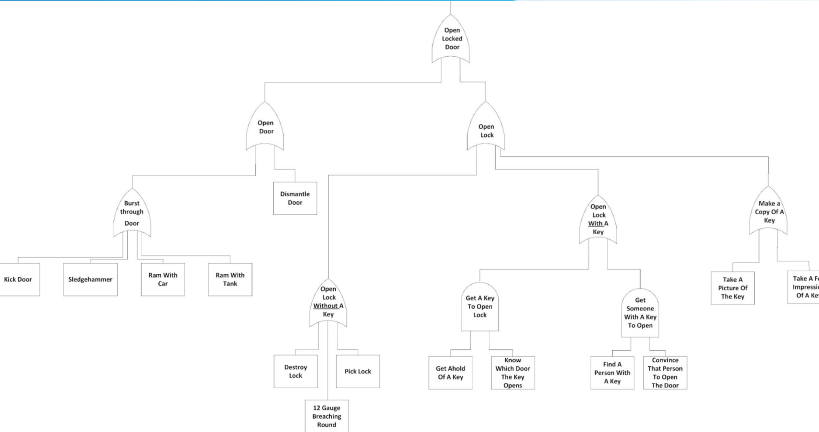 Open
Locked
Door
Open
Door
Open
Lock
Burst
through
Door
Dismantle
Door
Open
Lock
With A
Key
Make a
Copy Of A
Key
Kick Door
Sledgehammer
Ram With
Car
Ram With
Tank
Open
Lock
Without A
Key
Get A Key
To Open
Lock
Get
Someone
With A Key
To Open
Take A
Picture Of
The Key
Take A
Of A
Destroy
Lock
Pick Lock
Get Ahold
Of A Key
Know
Which Door
The Key
Opens
Find A
Person With
A Key
Convince
That Person
To Open
The Door
12 Gauge
Breaching
Round